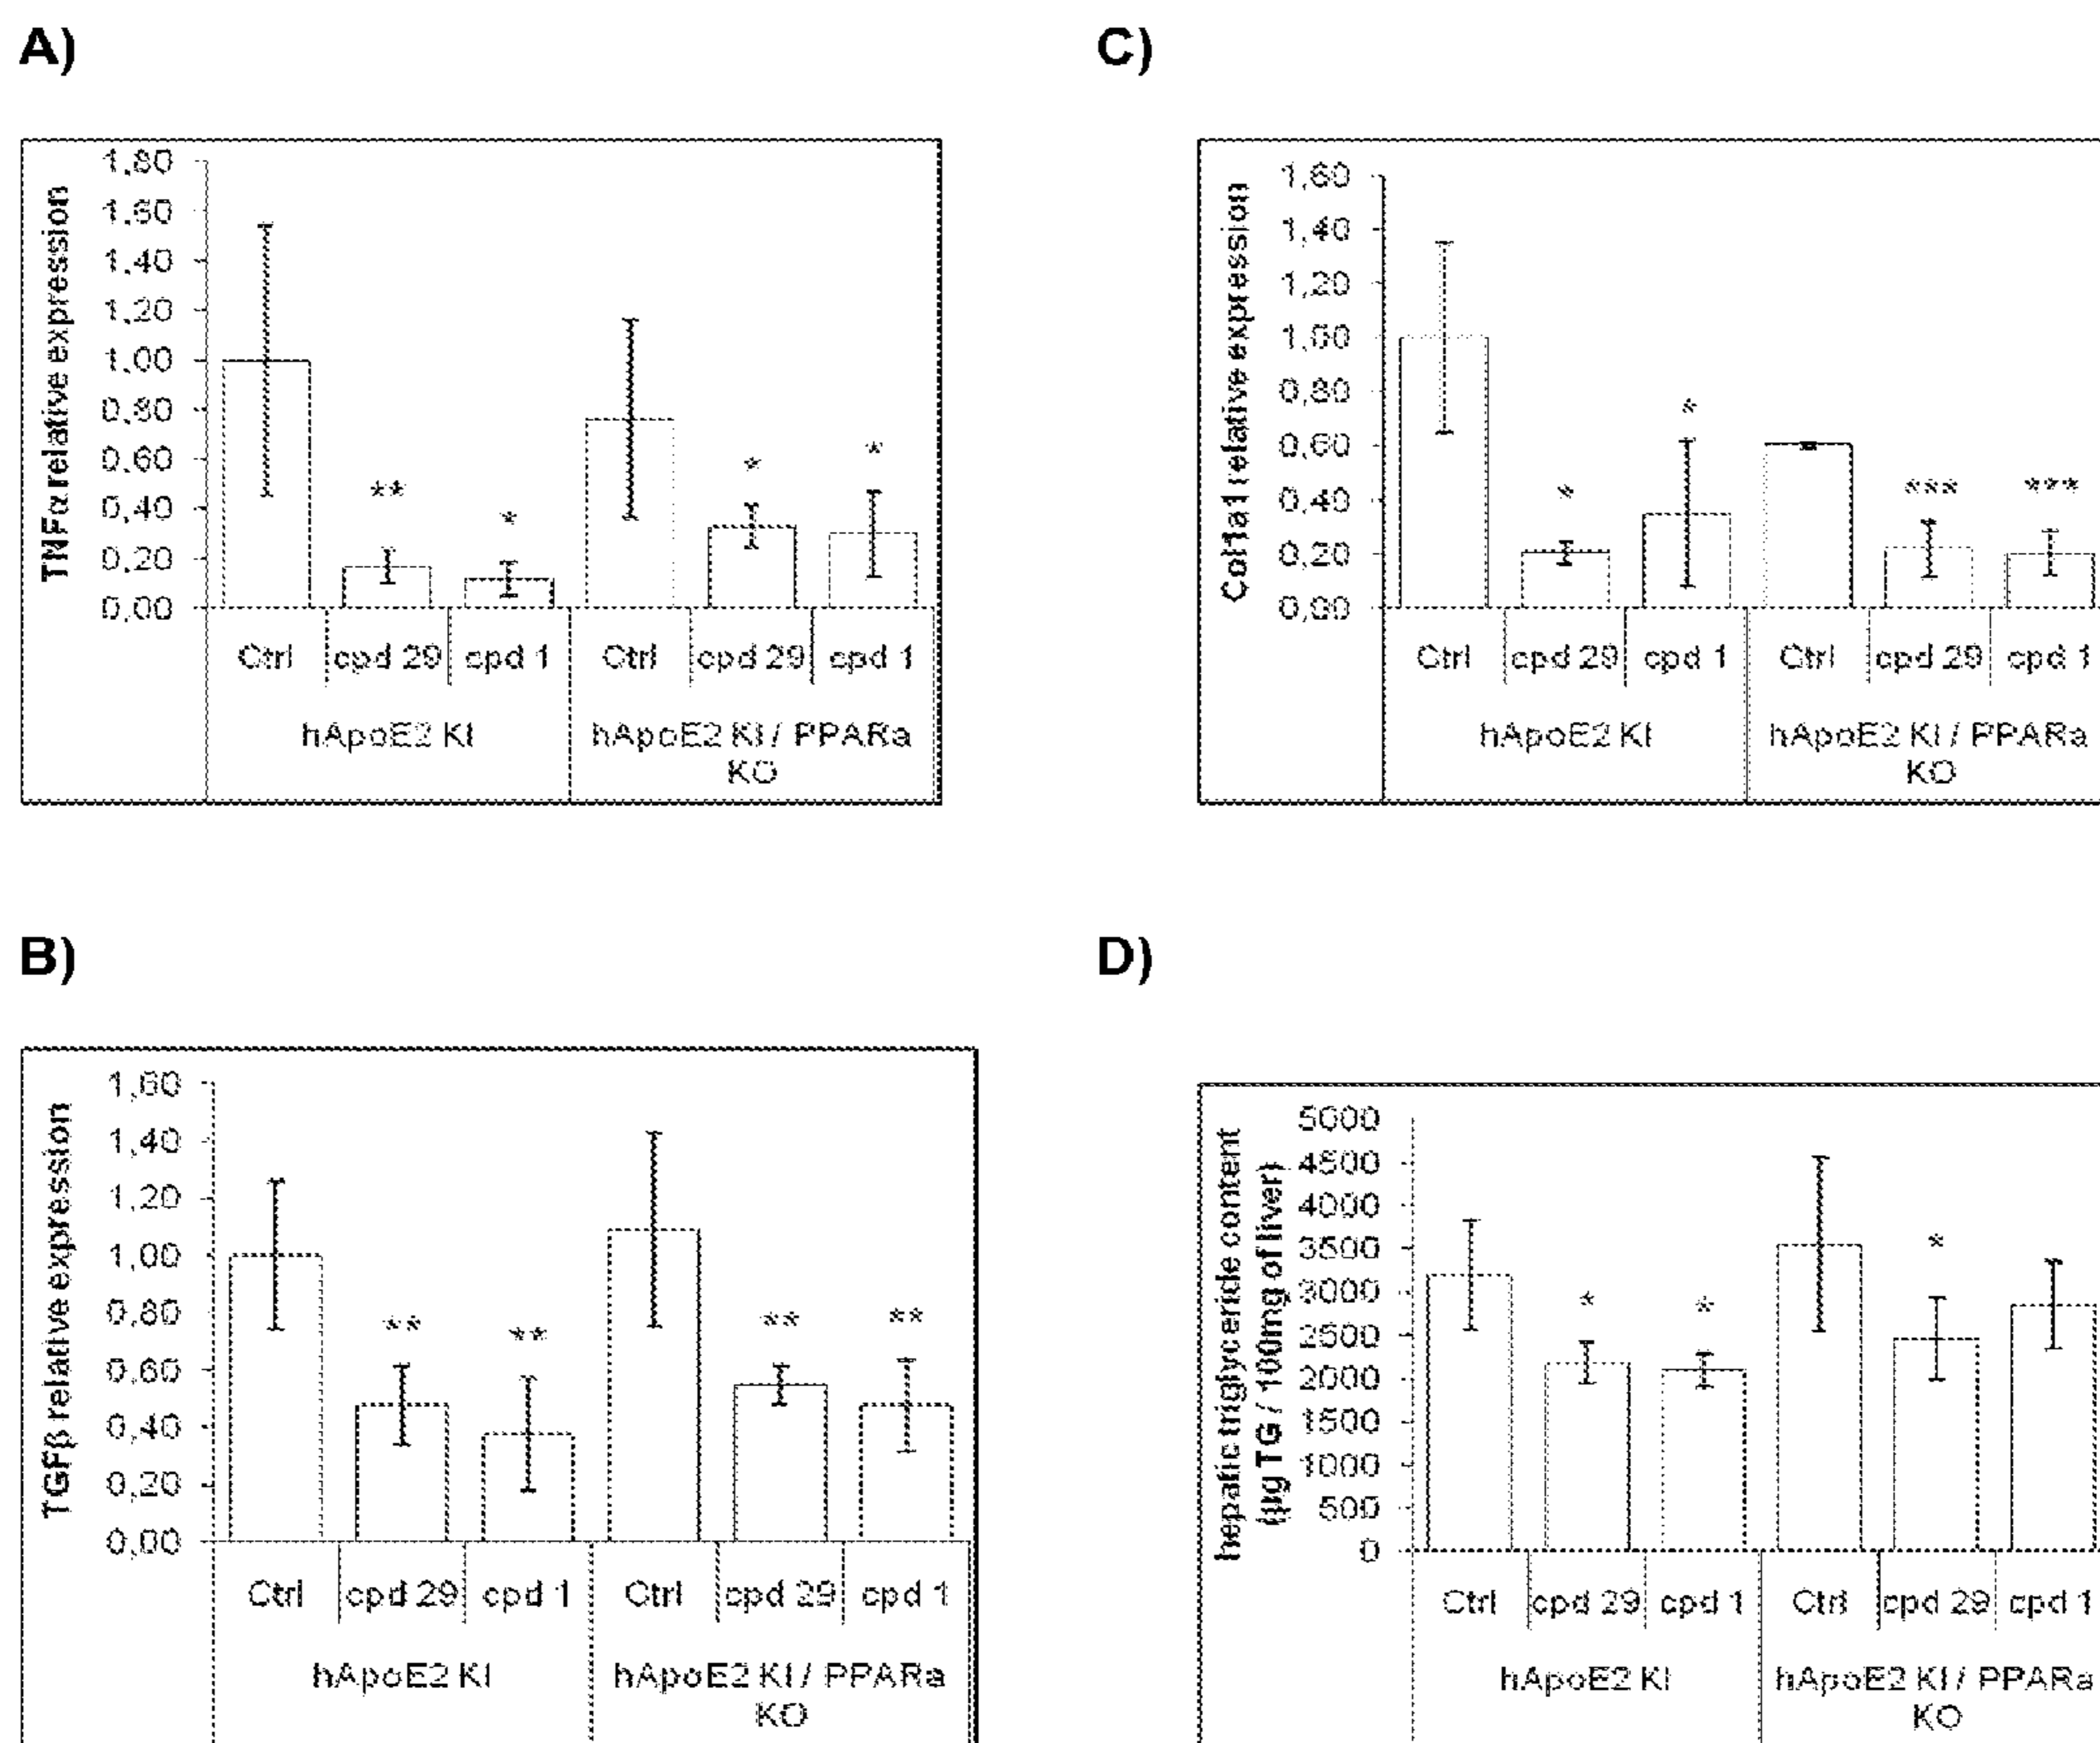 A)
TNFα relative expression
1,80
1,60
1,40
1,20
1,00
0,80
0,60
0,40
0,20
0,00
**
*
*
*
Ctrl cpd 29 cpd 1 Ctrl cpd 29 cpd 1
hApoE2 KI hApoE2 KI / PPARa
KO
C)
Col1a1 relative expression
1,60
1,40
1,20
1,00
0,80
0,60
0,40
0,20
0,00
*
*
***
***
Ctrl cpd 29 cpd 1 Ctrl cpd 29 cpd 1
hApoE2 KI hApoE2 KI / PPARa
KO
B)
TGFβ relative expression
1,60
1,40
1,20
1,00
0,80
0,60
0,40
0,20
0,00
**
**
**
**
Ctrl cpd 29 cpd 1 Ctrl cpd 29 cpd 1
hApoE2 KI hApoE2 KI / PPARa
KO
D)
hepatic triglyceride content
(µg TG / 100mg of liver)
5000
4500
4000
3500
3000
2500
2000
1500
1000
500
0
*
*
*
Ctrl cpd 29 cpd 1 Ctrl cpd 29 cpd 1
hApoE2 KI hApoE2 KI / PPARa
KO